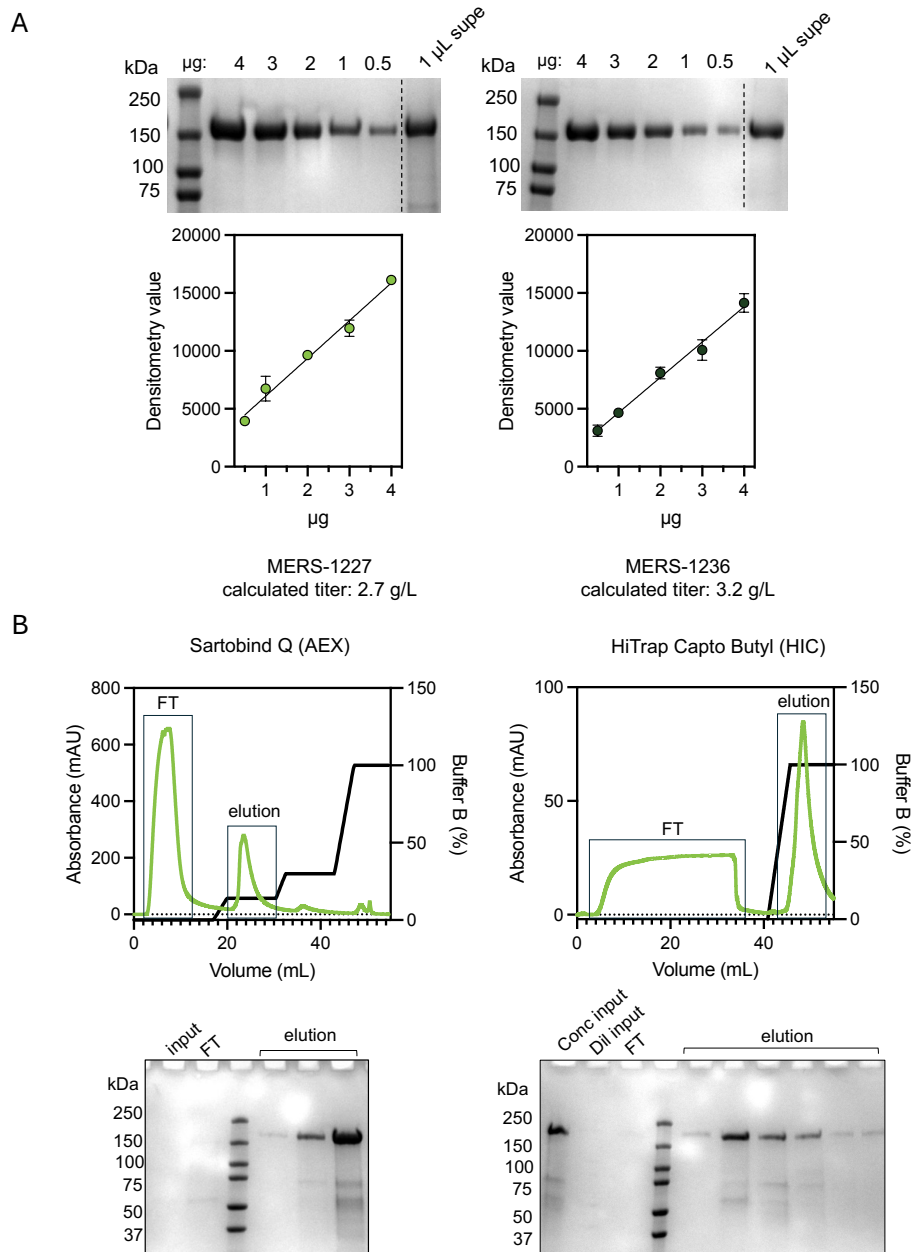 A
kDa
µg:
4
3
2
1
0.5
1 µL supe
250
150
100
75
kDa
µg:
4
3
2
1
0.5
1 µL supe
250
150
100
75
Densitometry value
20000
15000
10000
5000
0
1
2
3
4
µg
MERS-1227
calculated titer: 2.7 g/L
Densitometry value
20000
15000
10000
5000
0
1
2
3
4
µg
MERS-1236
calculated titer: 3.2 g/L
B
Sartobind Q (AEX)
Absorbance (mAU)
800
600
400
200
0
FT
elution
150
100
50
0
Buffer B (%)
0
20
40
Volume (mL)
HiTrap Capto Butyl (HIC)
Absorbance (mAU)
100
50
0
FT
elution
150
100
50
0
Buffer B (%)
0
20
40
Volume (mL)
input
FT
elution
kDa
250
150
100
75
50
37
Conc input
Dil input
FT
elution
kDa
250
150
100
75
50
37